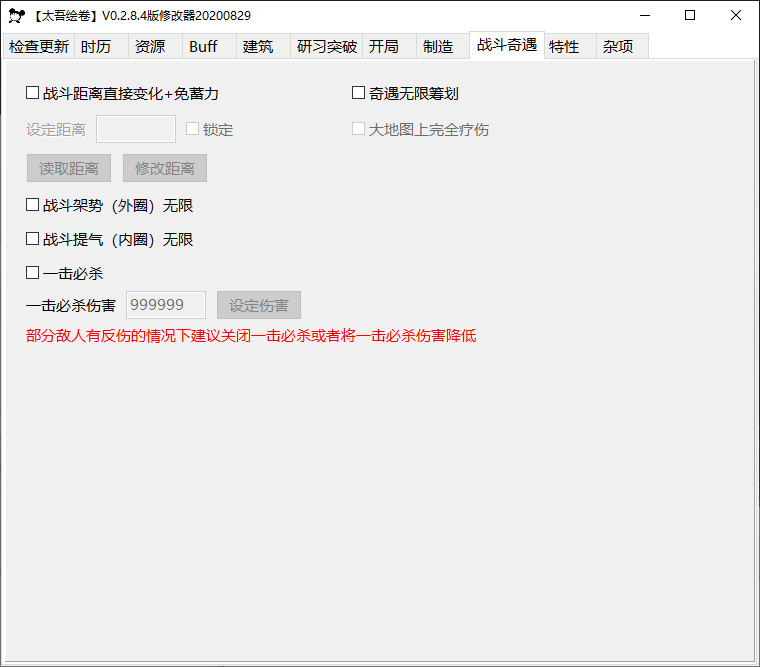 【太吾绘卷】V0.2.8.4版修改器20200829
检查更新 时历 资源 Buff 建筑 研习突破 开局 制造 战斗奇遇 特性 杂项
战斗距离直接变化+免蓄力 奇遇无限筹划
设定距离 锁定 大地图上完全疗伤
读取距离 修改距离
战斗架势（外圈）无限
战斗提气（内圈）无限
一击必杀
一击必杀伤害 999999 设定伤害
部分敌人有反伤的情况下建议关闭一击必杀或者将一击必杀伤害降低